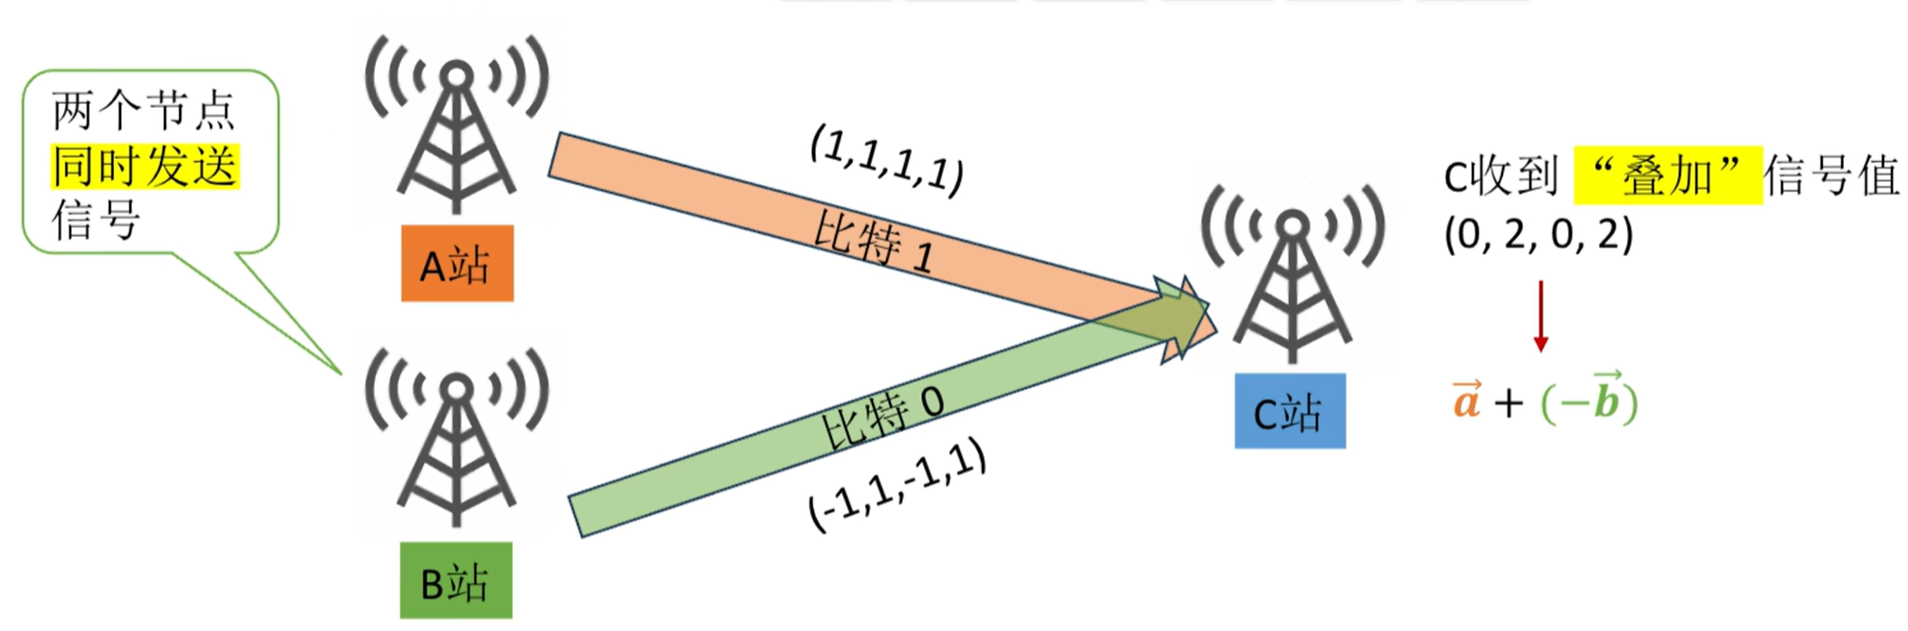 两个节点
同时发送
信号
A站
(1,1,1,1)
比特 1
B站
比特 0
(-1,1,-1,1)
C站
C收到“叠加”信号值
(0, 2, 0, 2)
a⃗ + (−b⃗)